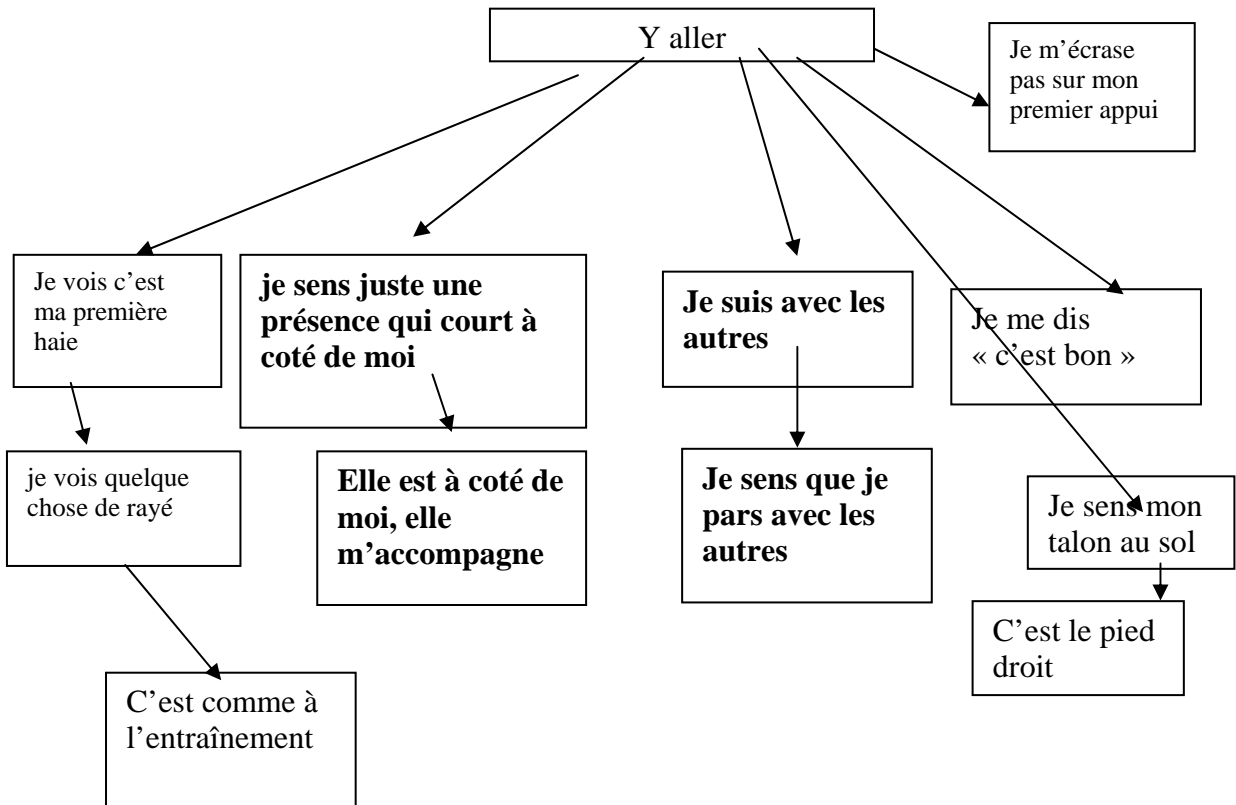 Y aller
Je m’écrase
pas sur mon
premier appui
Je vois c’est
ma première
haie
je sens juste une
présence qui court à
coté de moi
Je suis avec les
autres
Je me dis
« c’est bon »
je vois quelque
chose de rayé
Elle est à coté de
moi, elle
m’accompagne
Je sens que je
pars avec les
autres
Je sens mon
talon au sol
C’est le pied
droit
C’est comme à
l’entraînement